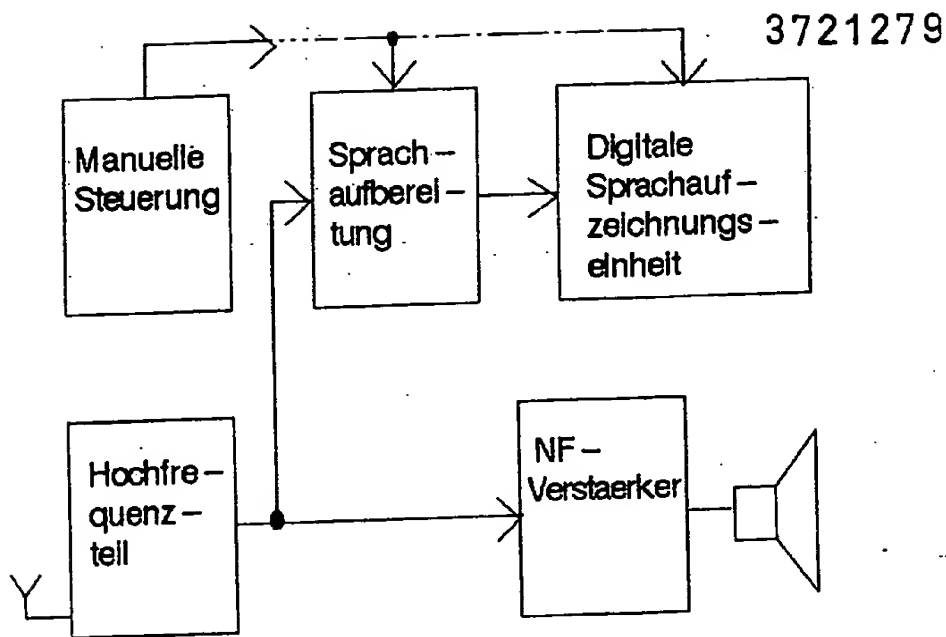 3721279
Manuelle
Steuerung
Sprach-
aufberei-
tung
Digitale
Sprachauf-
zeichnungs-
einheit
Hochfre-
quenz-
teil
NF-
Verstaerker